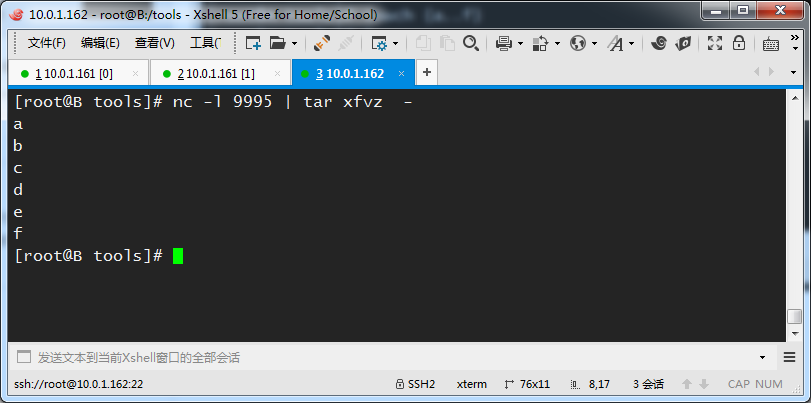 10.0.1.162 - root@B:/tools - Xshell 5 (Free for Home/School)
文件(F) 编辑(E) 查看(V) 工具(
1 10.0.1.161 [0] × 2 10.0.1.161 [1] × 3 10.0.1.162 × +
[root@B tools]# nc -l 9995 | tar xfvz  -
a
b
c
d
e
f
[root@B tools]#
发送文本到当前Xshell窗口的全部会话
ssh://root@10.0.1.162:22 SSH2 xterm 76x11 8,17 3 会话 CAP NUM